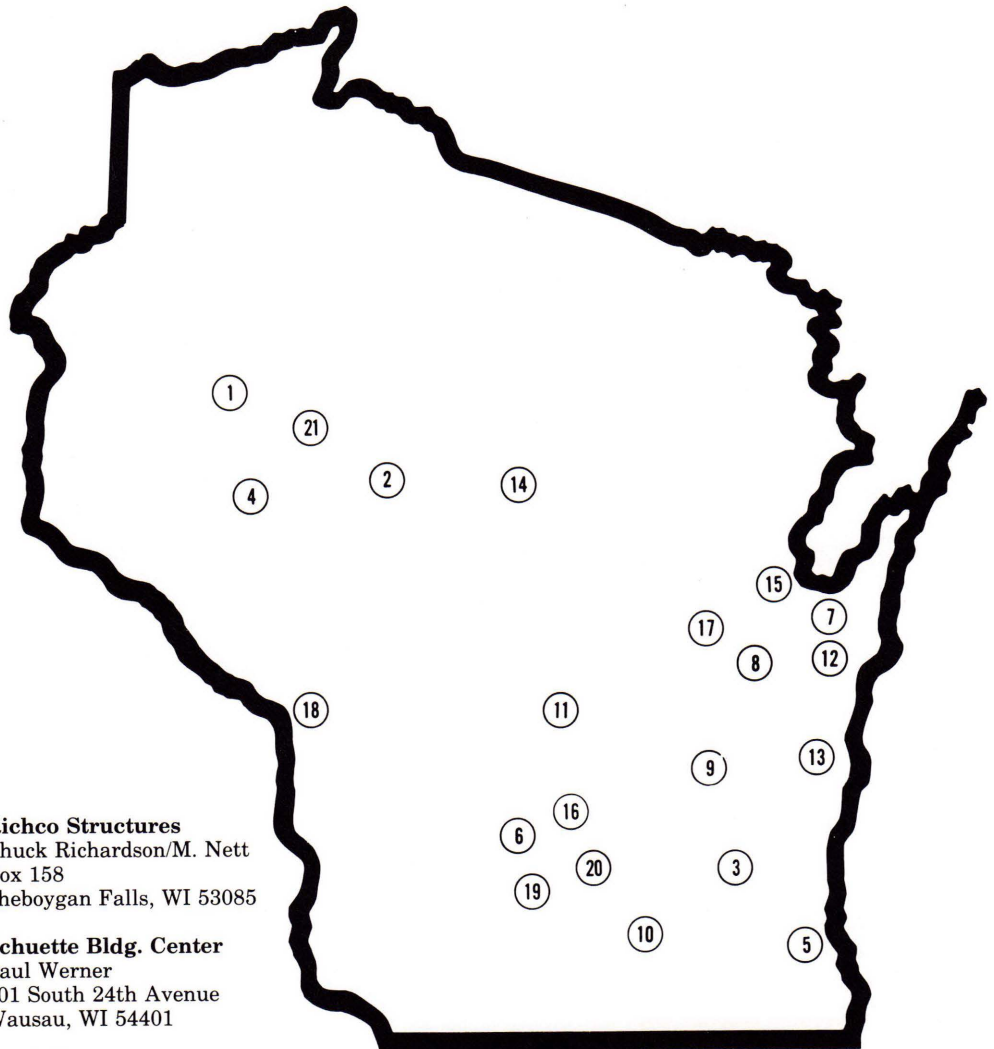 1
21
2
14
4
15
7
17
12
8
18
11
13
9
16
6
20
3
19
10
5
ichco Structures
huck Richardson/M. Nett
ox 158
heboygan Falls, WI 53085
chuette Bldg. Center
aul Werner
01 South 24th Avenue
Wausau, WI 54401